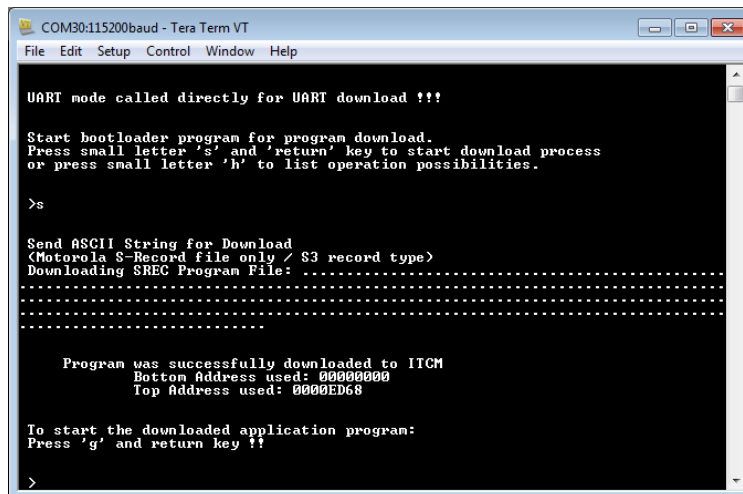 COM30:115200baud - Tera Term VT
File Edit Setup Control Window Help
UART mode called directly for UART download !!!
Start bootloader program for program download.
Press small letter 's' and 'return' key to start download process
or press small letter 'h' to list operation possibilities.
>s
Send ASCII String for Download
(Motorola S-Record file only / S3 record type)
Downloading SREC Program File: ......................................................
..........................................................................................
..........................................................................................
..........................................................................................
...............................
Program was successfully downloaded to ITCM
Bottom Address used: 00000000
Top Address used: 0000ED68
To start the downloaded application program:
Press 'g' and return key !!
>